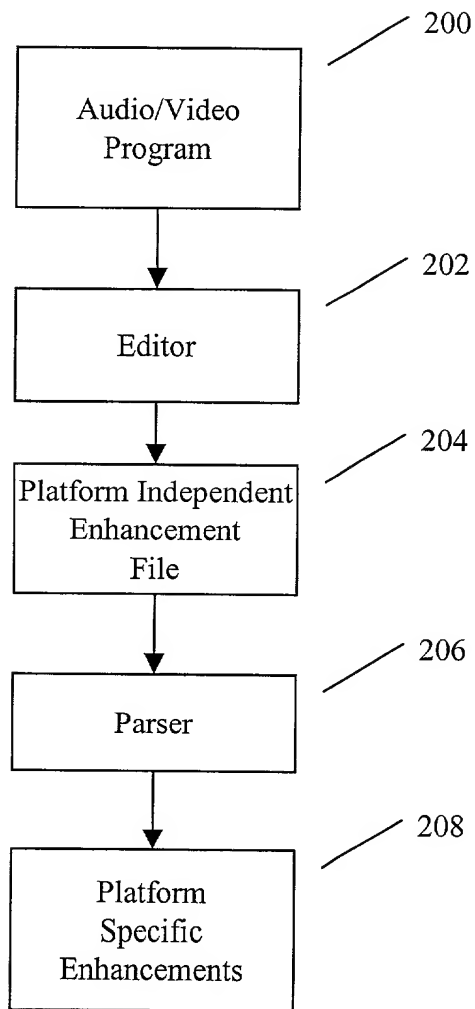 200
Audio/Video
Program
202
Editor
204
Platform Independent
Enhancement
File
206
Parser
208
Platform
Specific
Enhancements